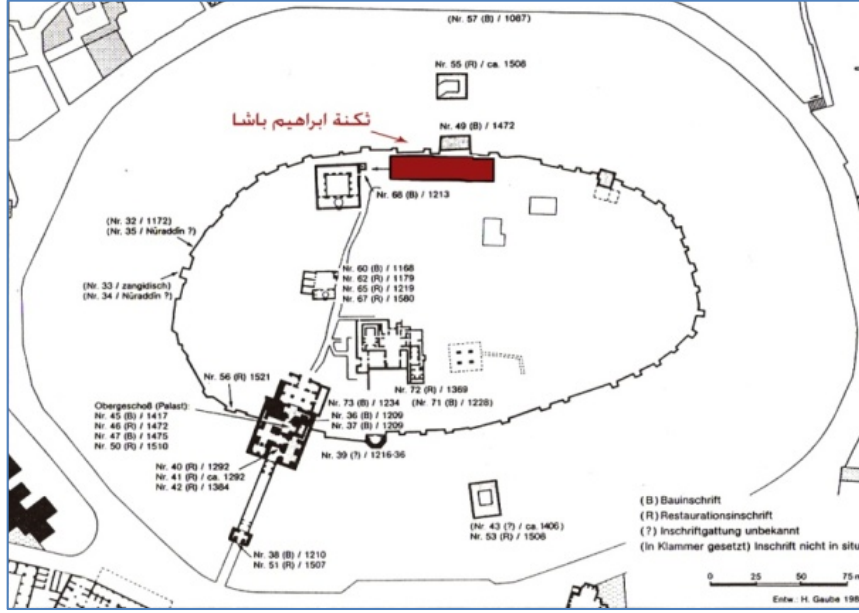 Nr. 57 (B) / 1087)
Nr. 55 (R) / ca. 1508
ثكنة ابراهيم باشا
Nr. 49 (B) / 1472
Nr. 68 (B) / 1213
(Nr. 32 / 1172)
(Nr. 35 / Nūraddīn ?)
(Nr. 33 / zangidisch)
(Nr. 34 / Nūraddīn ?)
Nr. 60 (B) / 1168
Nr. 62 (R) / 1179
Nr. 65 (R) / 1219
Nr. 67 (R) / 1580
Nr. 56 (R) 1521
Nr. 72 (R) / 1369
(Nr. 71 (B) / 1228)
Nr. 73 (B) / 1234
Nr. 36 (B) / 1209
Nr. 37 (B) / 1209
Obergeschoß (Palast):
Nr. 45 (B) / 1417
Nr. 46 (R) / 1472
Nr. 47 (B) / 1475
Nr. 50 (R) / 1510
Nr. 40 (R) / 1292
Nr. 41 (R) / ca. 1292
Nr. 42 (R) / 1384
Nr. 39 (?) / 1216-36
(Nr. 43 (?) / ca. 1406)
Nr. 53 (R) / 1508
Nr. 38 (B) / 1210
Nr. 51 (R) / 1507
(B) Bauinschrift
(R) Restaurationsinschrift
(?) Inschriftgattung unbekannt
(In Klammer gesetzt) Inschrift nicht in situ
0 25 50 75 m
Entw.: H. Gaube 198